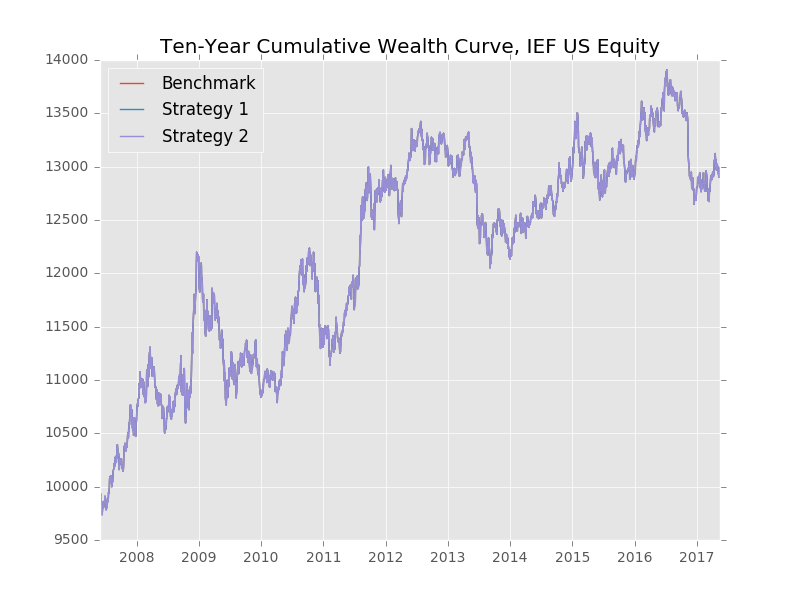 Ten-Year Cumulative Wealth Curve, IEF US Equity
14000
13500
13000
12500
12000
11500
11000
10500
10000
9500
Benchmark
Strategy 1
Strategy 2
2008 2009 2010 2011 2012 2013 2014 2015 2016 2017